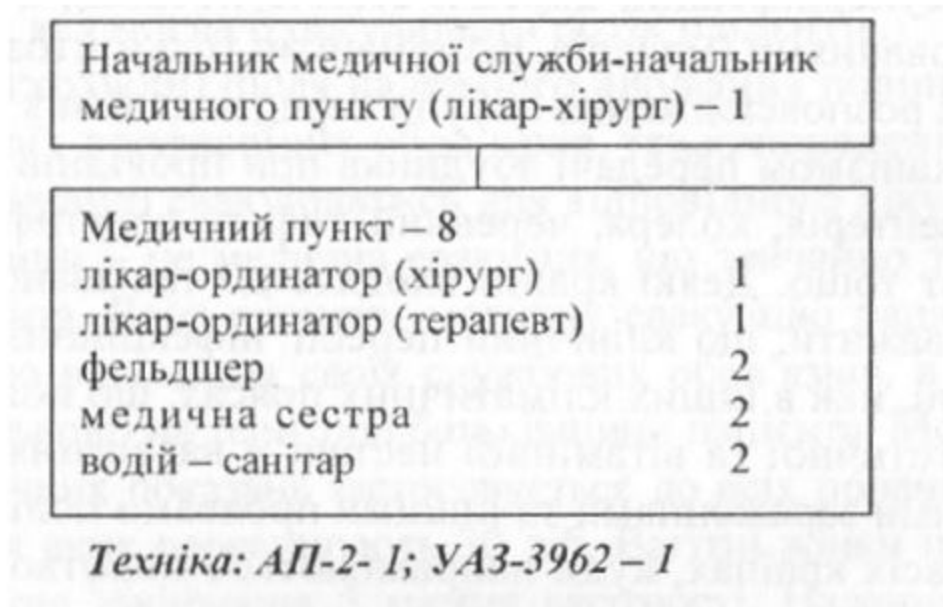 Начальник медичної служби-начальник
медичного пункту (лікар-хірург) – 1
Медичний пункт – 8
лікар-ординатор (хірург) 1
лікар-ординатор (терапевт) 1
фельдшер 2
медична сестра 2
водій – санітар 2
Техніка: АП-2- 1; УАЗ-3962 – 1